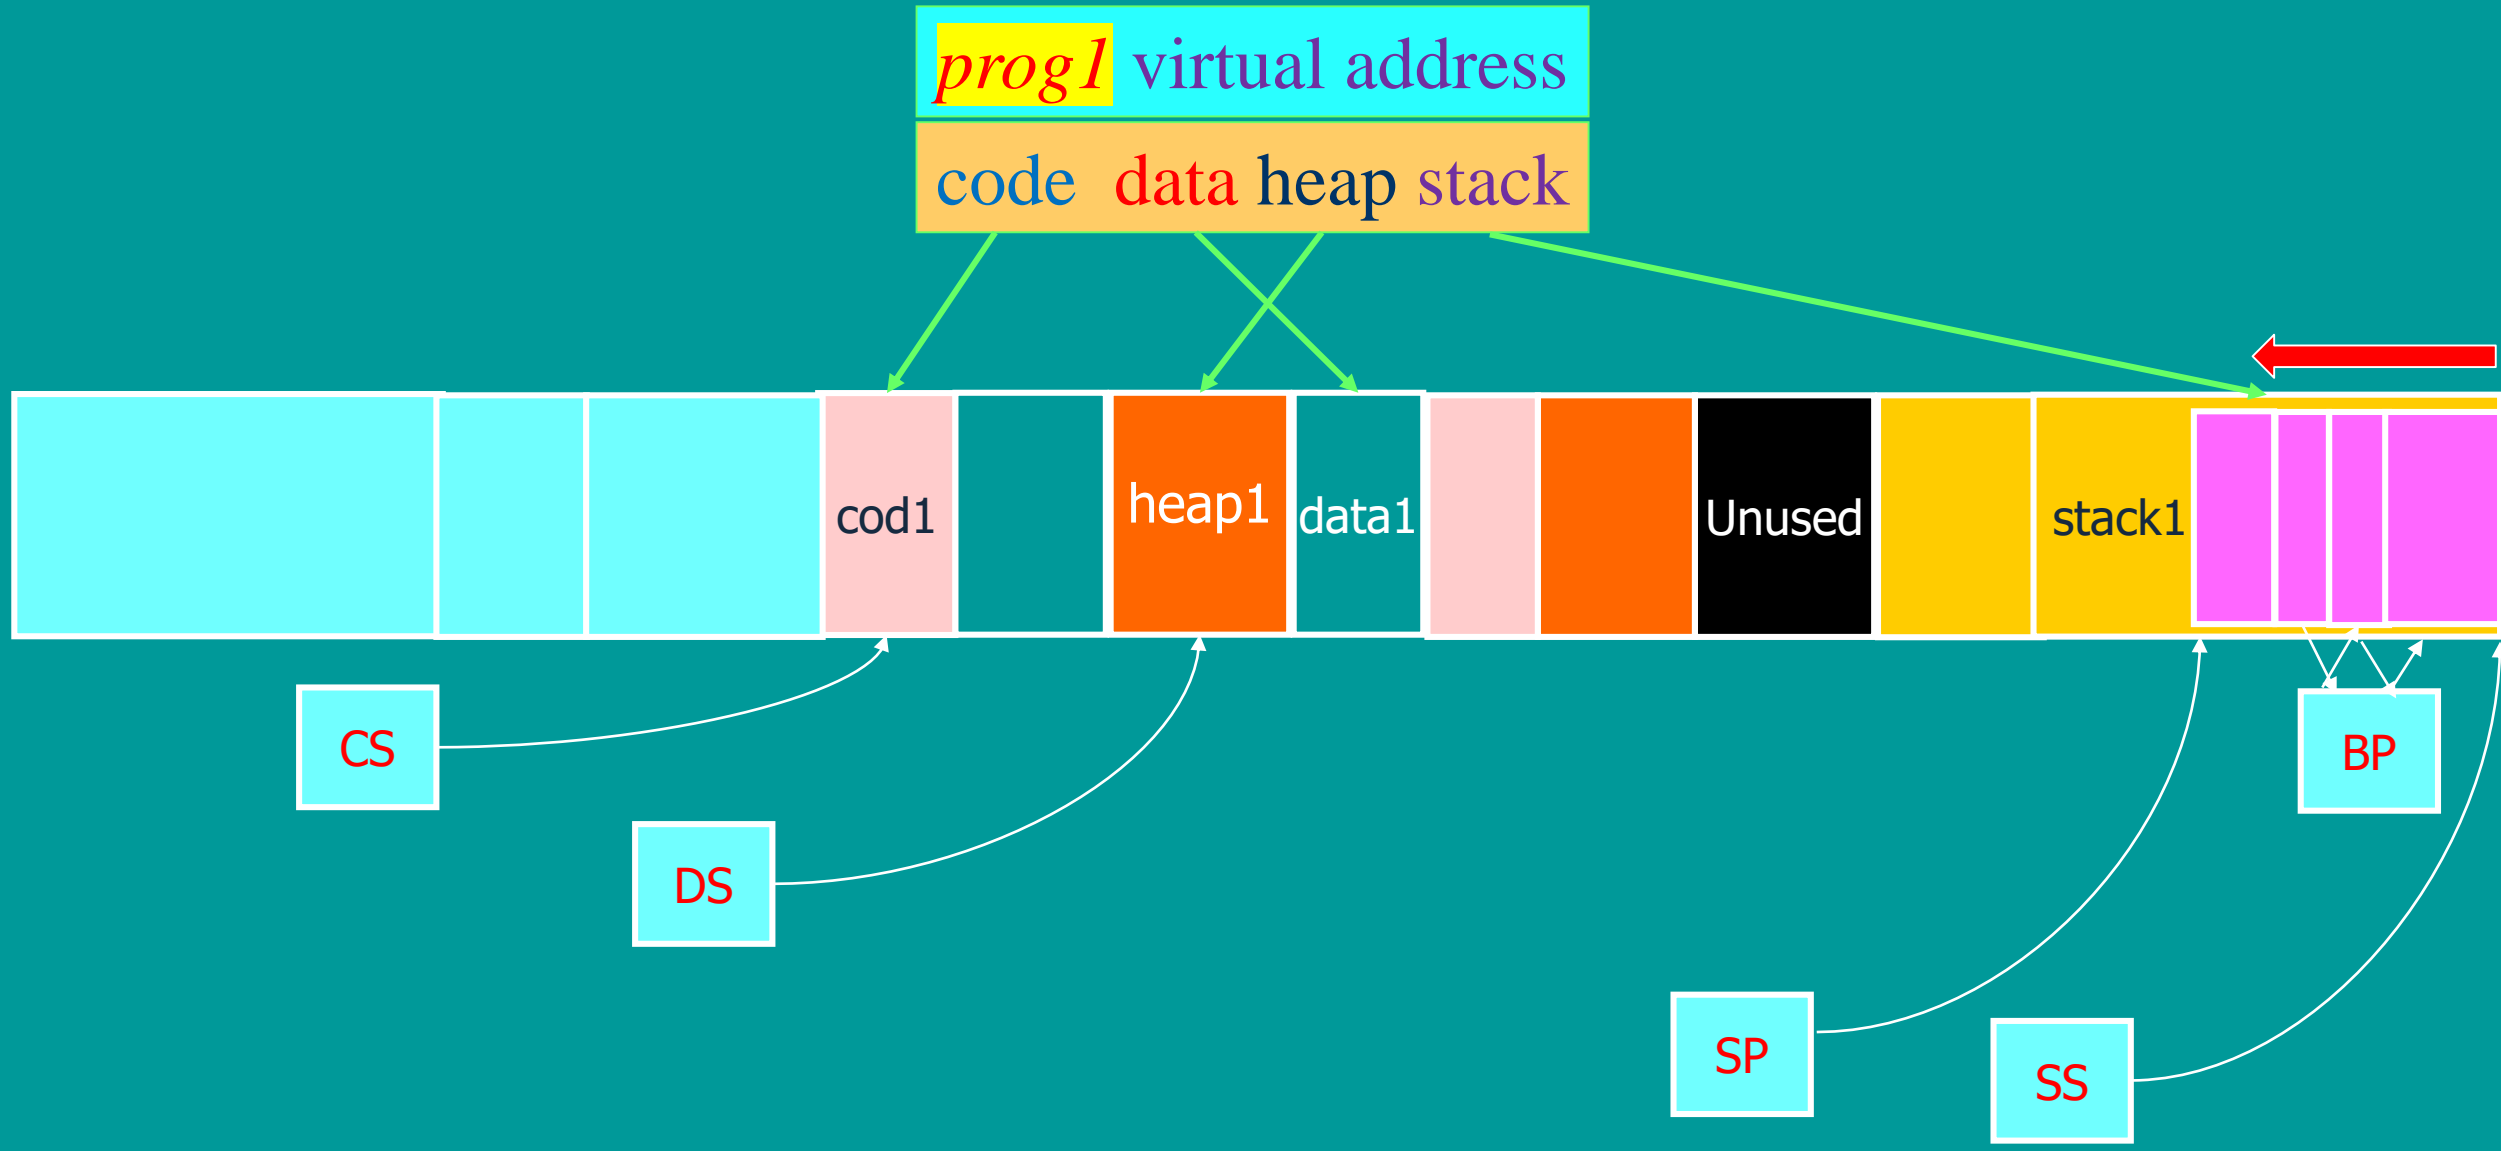 prog1 virtual address
code data heap stack
cod1
heap1
data1
Unused
stack1
CS
DS
BP
SP
SS